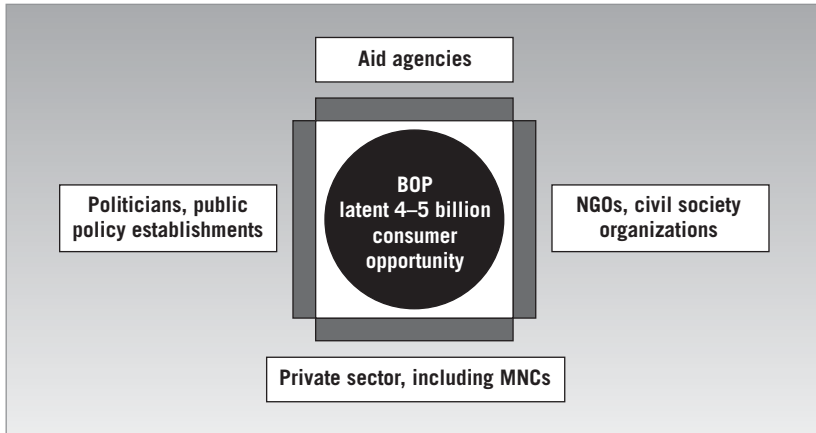 Aid agencies
Politicians, public
policy establishments
BOP
latent 4–5 billion
consumer
opportunity
NGOs, civil society
organizations
Private sector, including MNCs